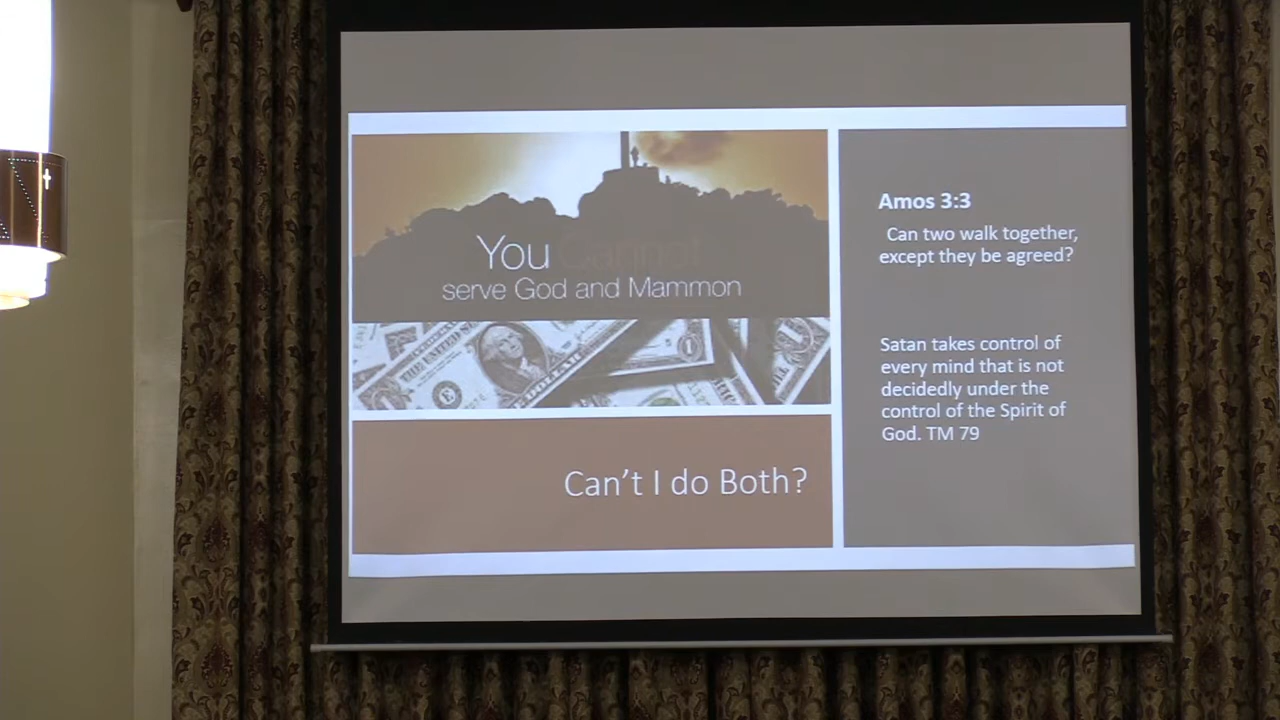 You Cannot
serve God and Mammon
Can't I do Both?
Amos 3:3
Can two walk together,
except they be agreed?
Satan takes control of
every mind that is not
decidedly under the
control of the Spirit of
God. TM 79